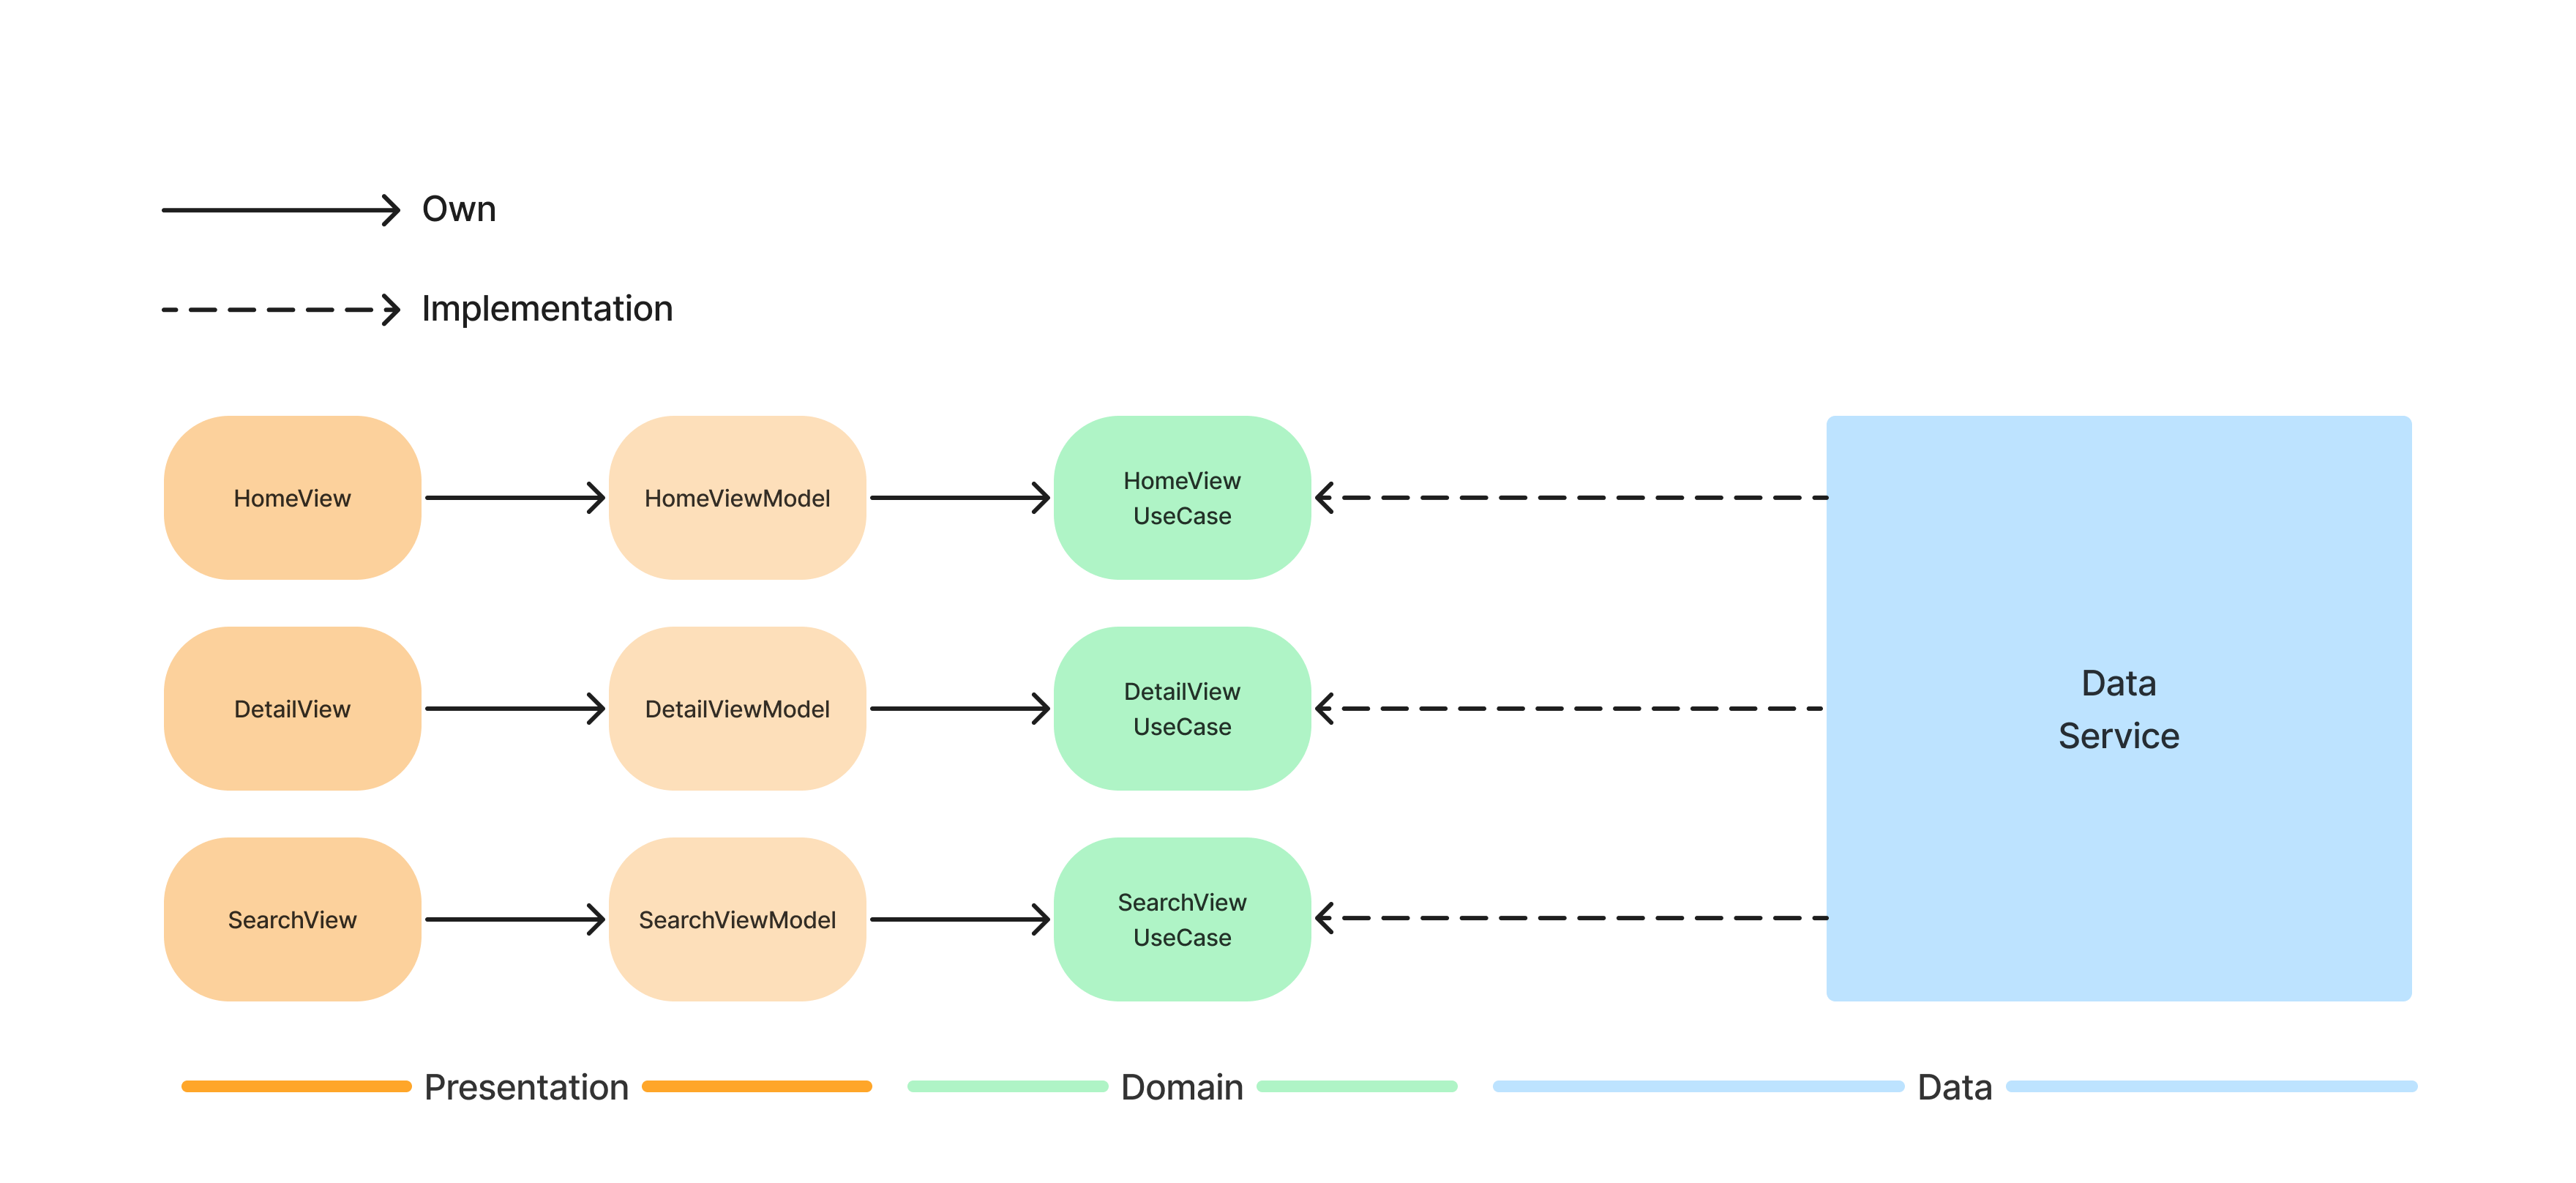 Own
Implementation
HomeView
HomeViewModel
HomeView
UseCase
DetailView
DetailViewModel
DetailView
UseCase
Data
Service
SearchView
SearchViewModel
SearchView
UseCase
Presentation
Domain
Data